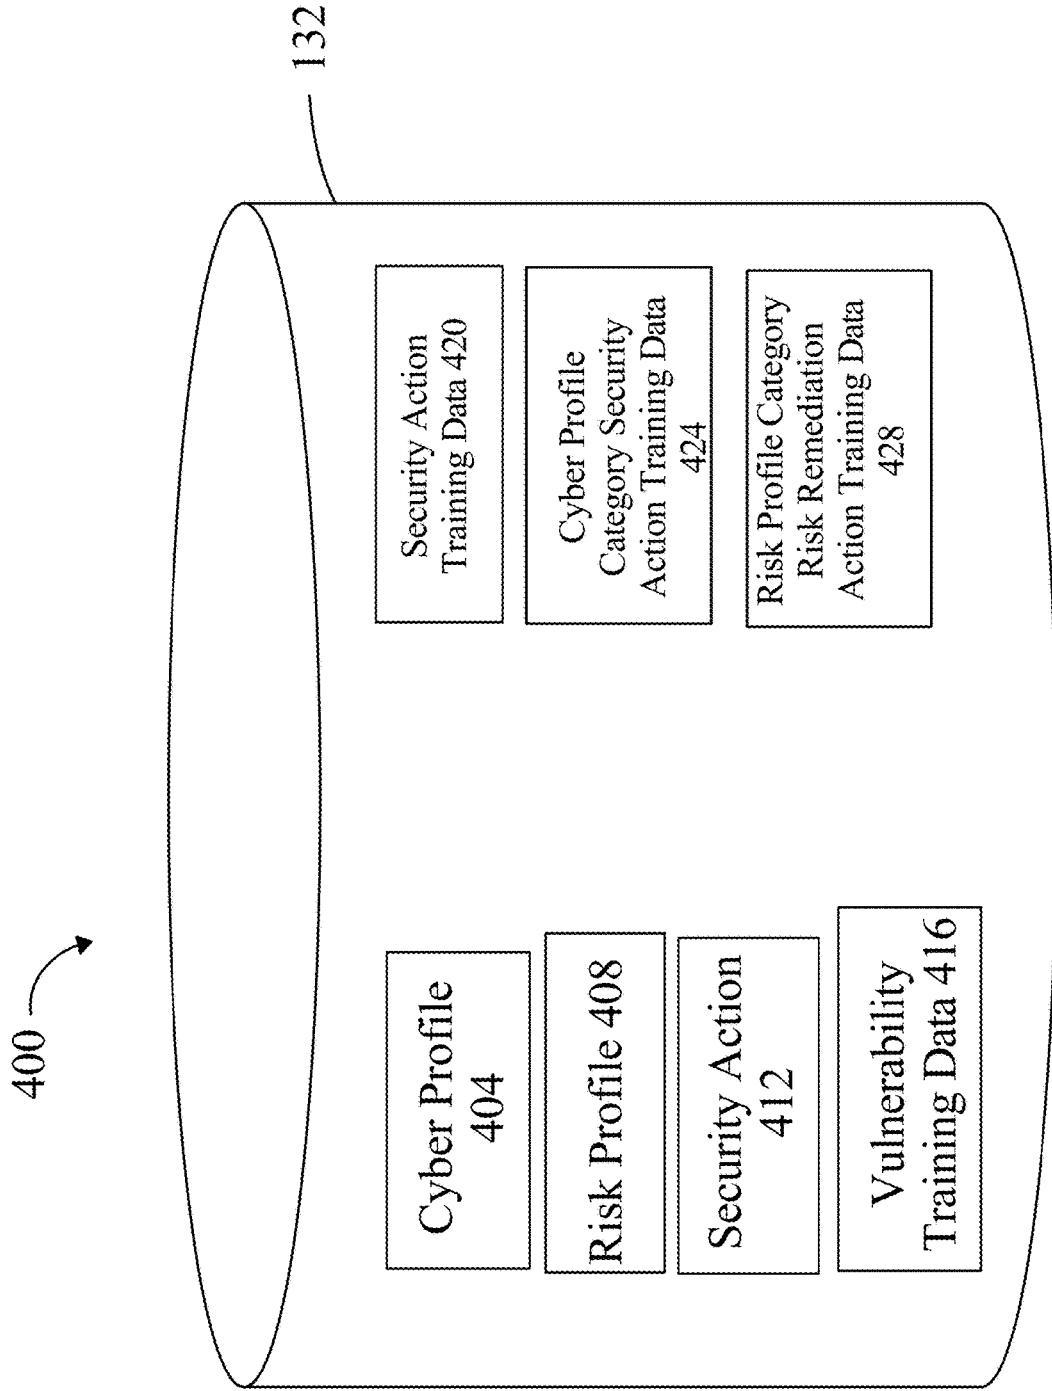 400
132
Cyber Profile
404
Risk Profile 408
Security Action
412
Vulnerability
Training Data 416
Security Action
Training Data 420
Cyber Profile
Category Security
Action Training Data
424
Risk Profile Category
Risk Remediation
Action Training Data
428